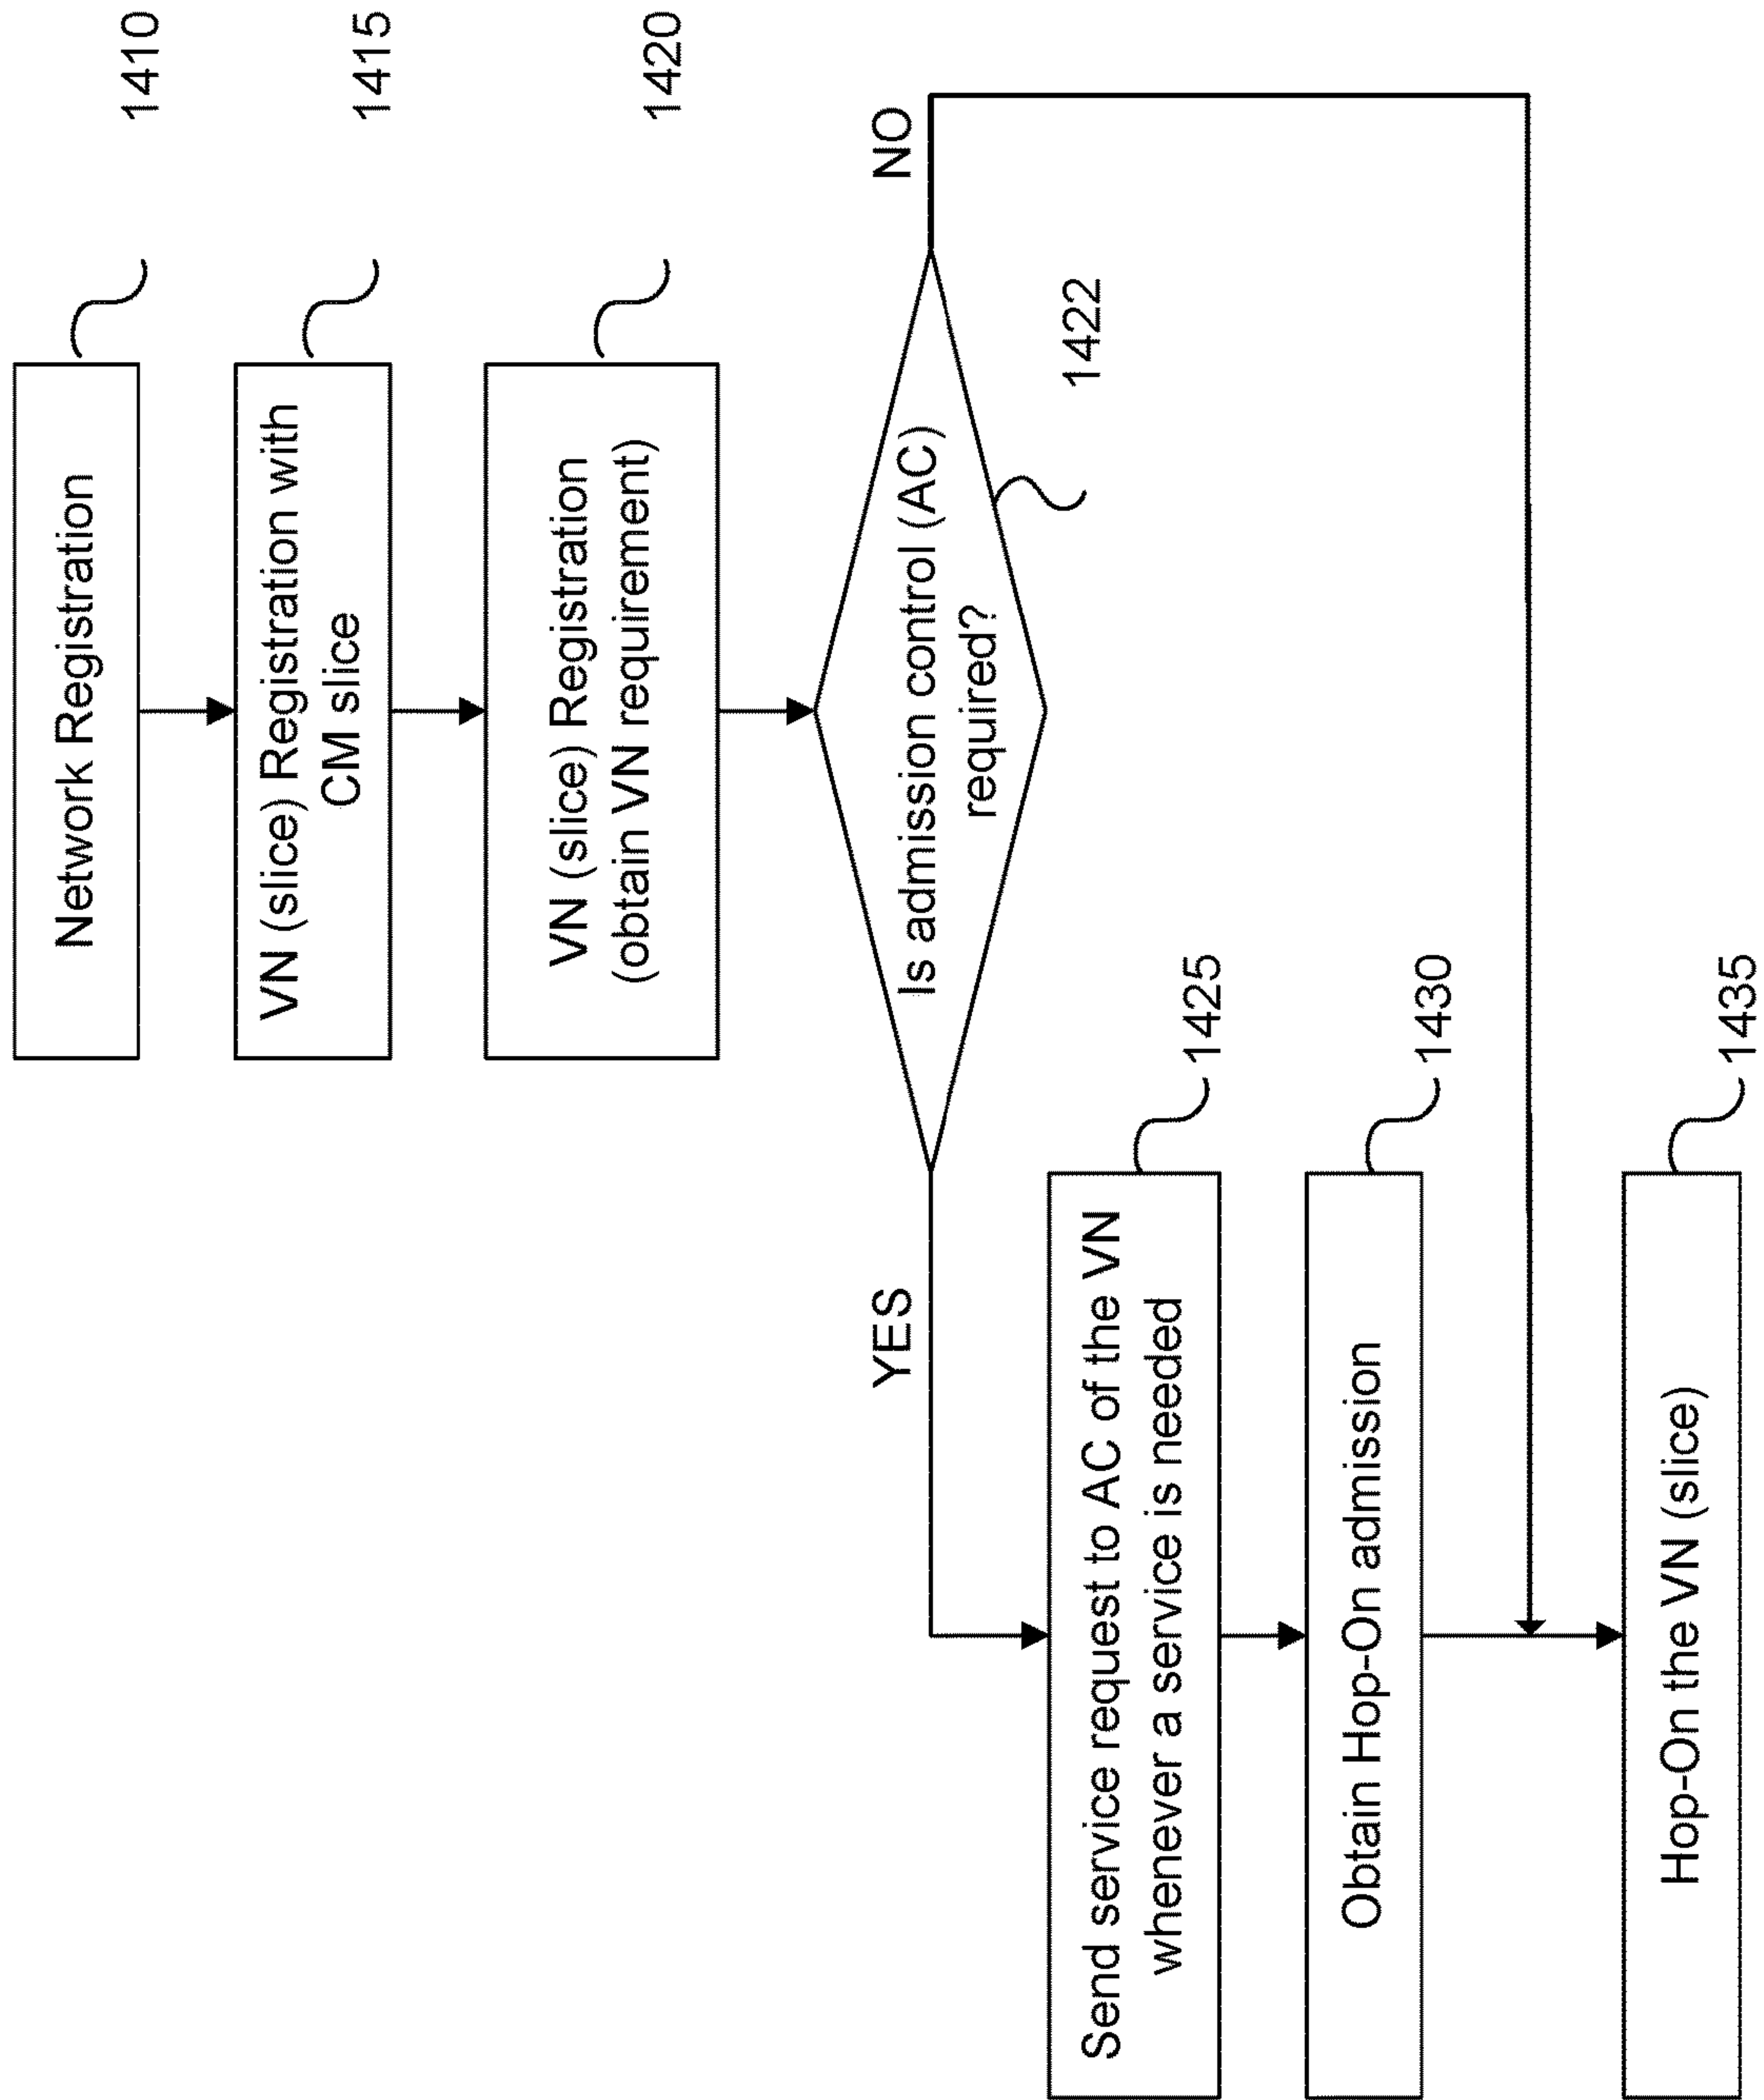 Network Registration
1410
VN (slice) Registration with
CM slice
1415
VN (slice) Registration
(obtain VN requirement)
1420
Is admission control (AC)
required?
1422
YES
NO
Send service request to AC of the VN
whenever a service is needed
1425
Obtain Hop-On admission
1430
Hop-On the VN (slice)
1435